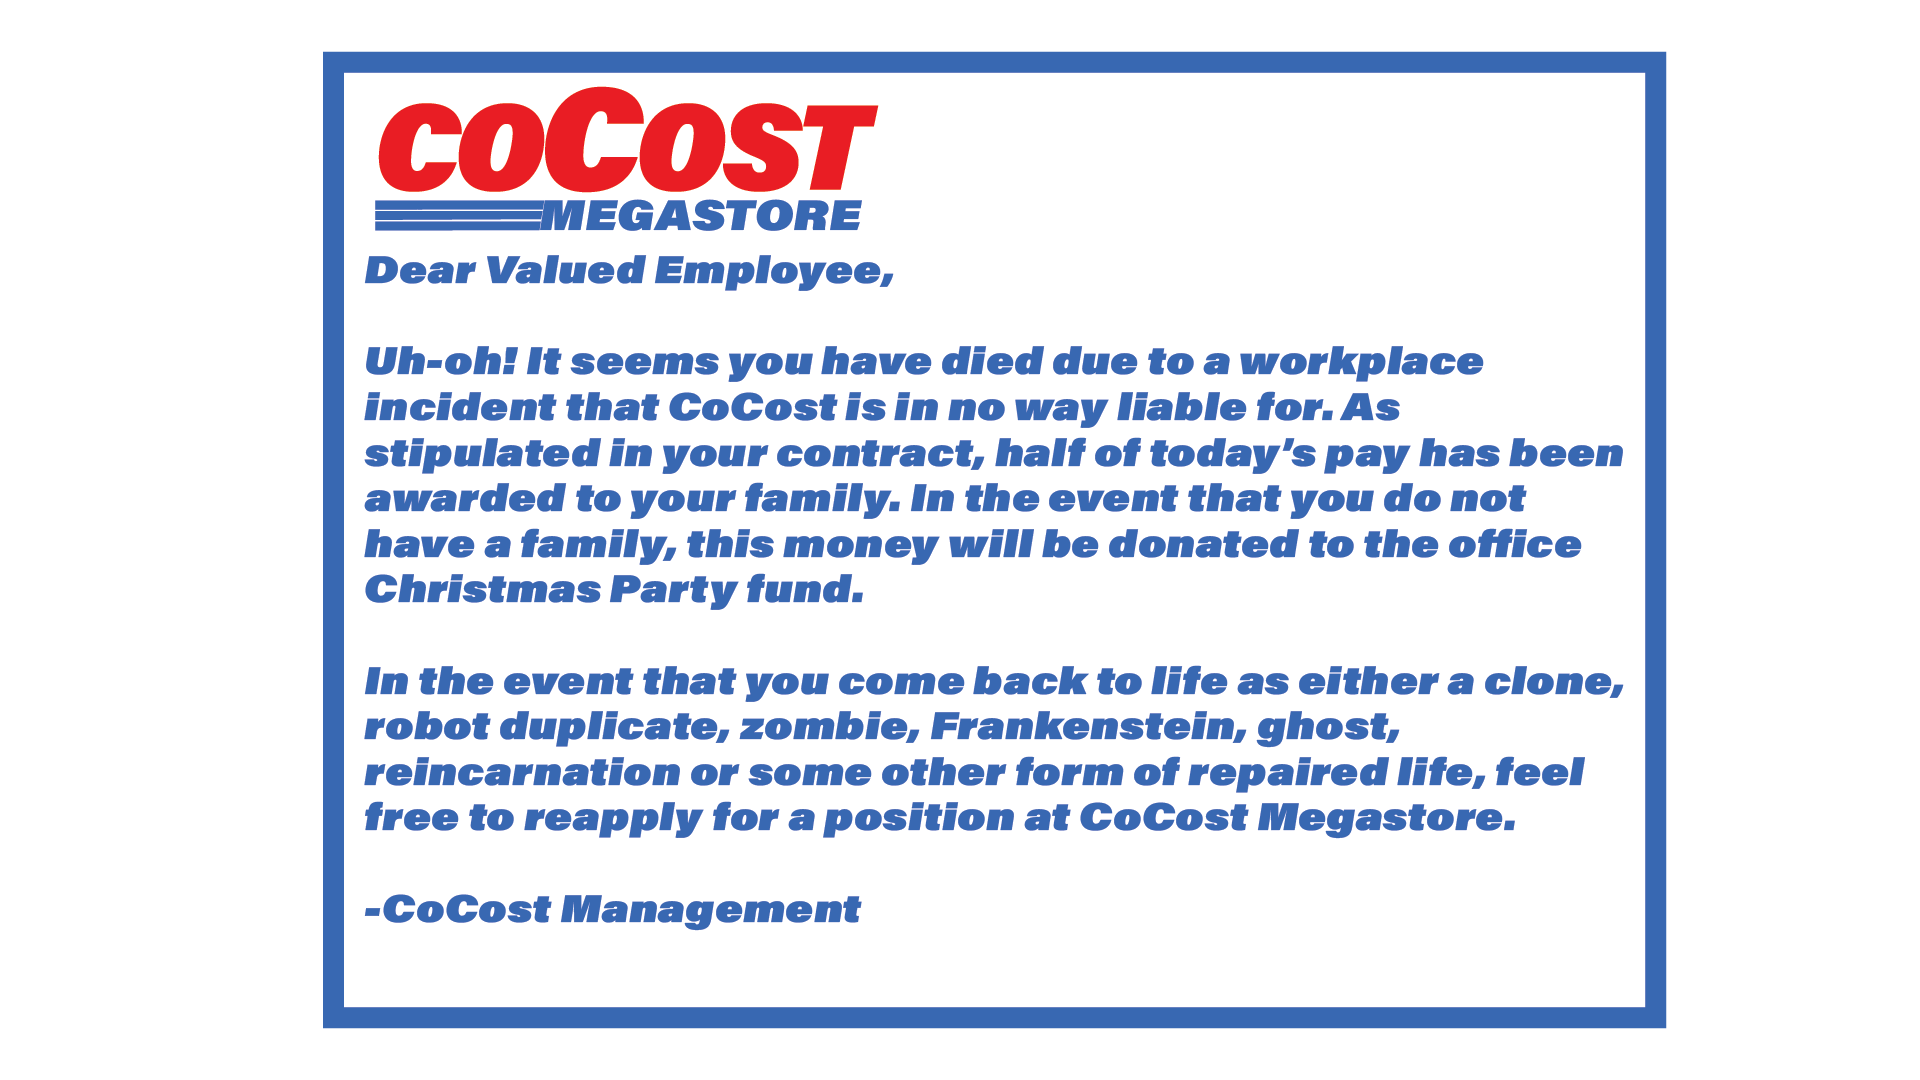 COCOST
MEGASTORE
Dear Valued Employee,
Uh-oh! It seems you have died due to a workplace
incident that CoCost is in no way liable for. As
stipulated in your contract, half of today’s pay has been
awarded to your family. In the event that you do not
have a family, this money will be donated to the office
Christmas Party fund.
In the event that you come back to life as either a clone,
robot duplicate, zombie, Frankenstein, ghost,
reincarnation or some other form of repaired life, feel
free to reapply for a position at CoCost Megastore.
-CoCost Management